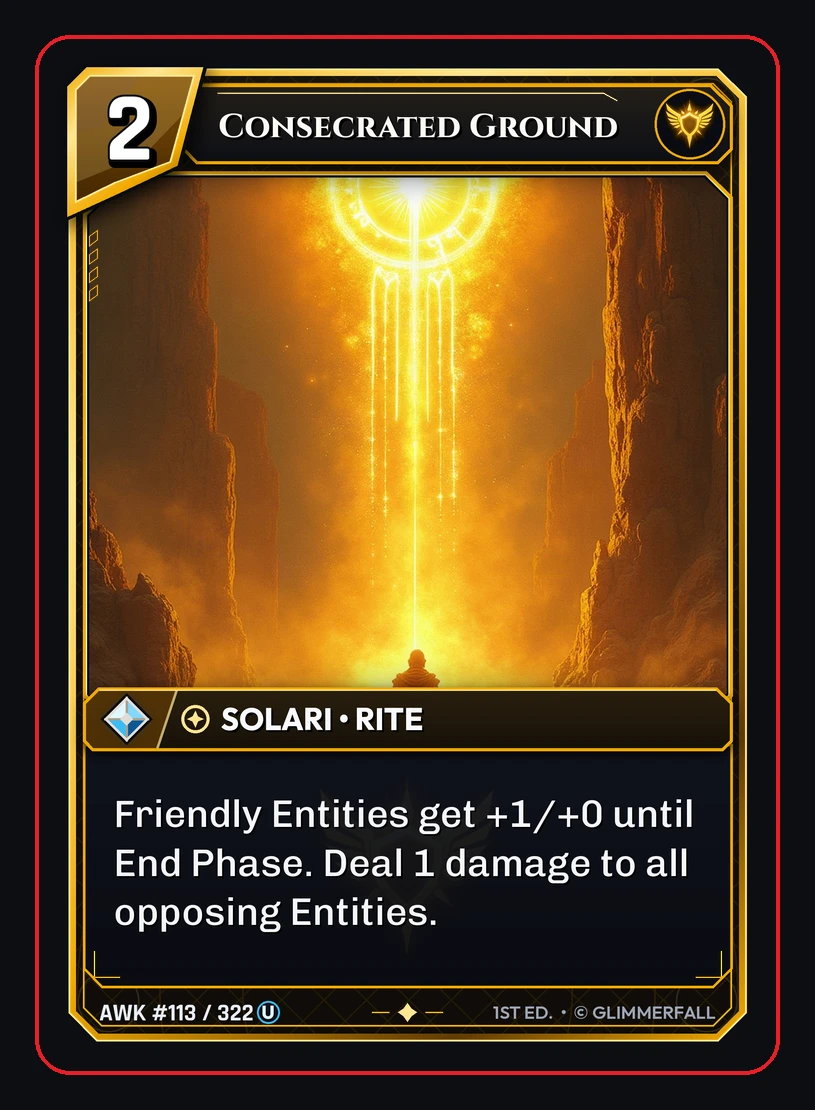 2
Consecrated Ground
SOLARI • RITE
Friendly Entities get +1/+0 until
End Phase. Deal 1 damage to all
opposing Entities.
AWK #113 / 322 U
1ST ED. • © GLIMMERFALL